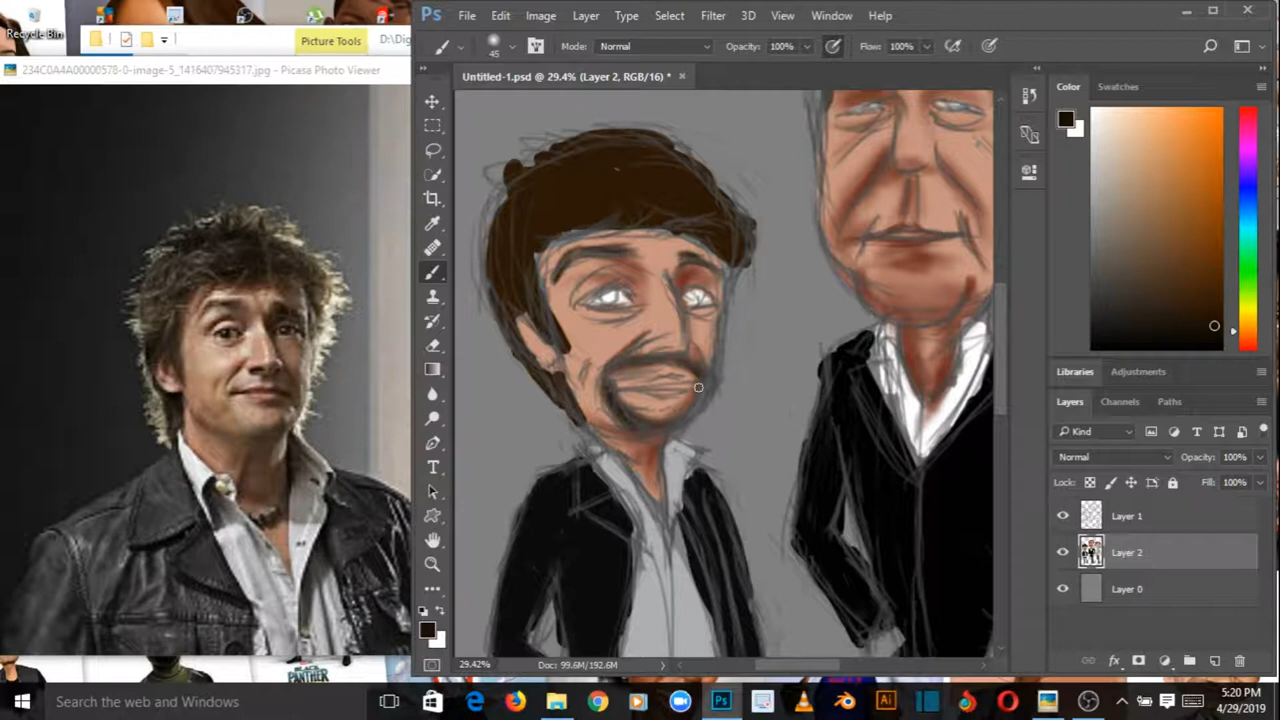 Recycle Bin
Picture Tools
D:\Dig
234C0A4A00000578-0-image-5_1416407945317.jpg - Picasa Photo Viewer
Ps File Edit Image Layer Type Select Filter 3D View Window Help
45 Mode: Normal Opacity: 100% Flow: 100%
Untitled-1.psd @ 29.4% (Layer 2, RGB/16) *
Color Swatches
Libraries Adjustments
Layers Channels Paths
Kind
Normal Opacity: 100%
Lock: Fill: 100%
Layer 1
Layer 2
Layer 0
29.42% Doc: 99.6M/192.6M
BLACK
PANTHER
Search the web and Windows
Ps
Ai
5:20 PM
4/29/2019